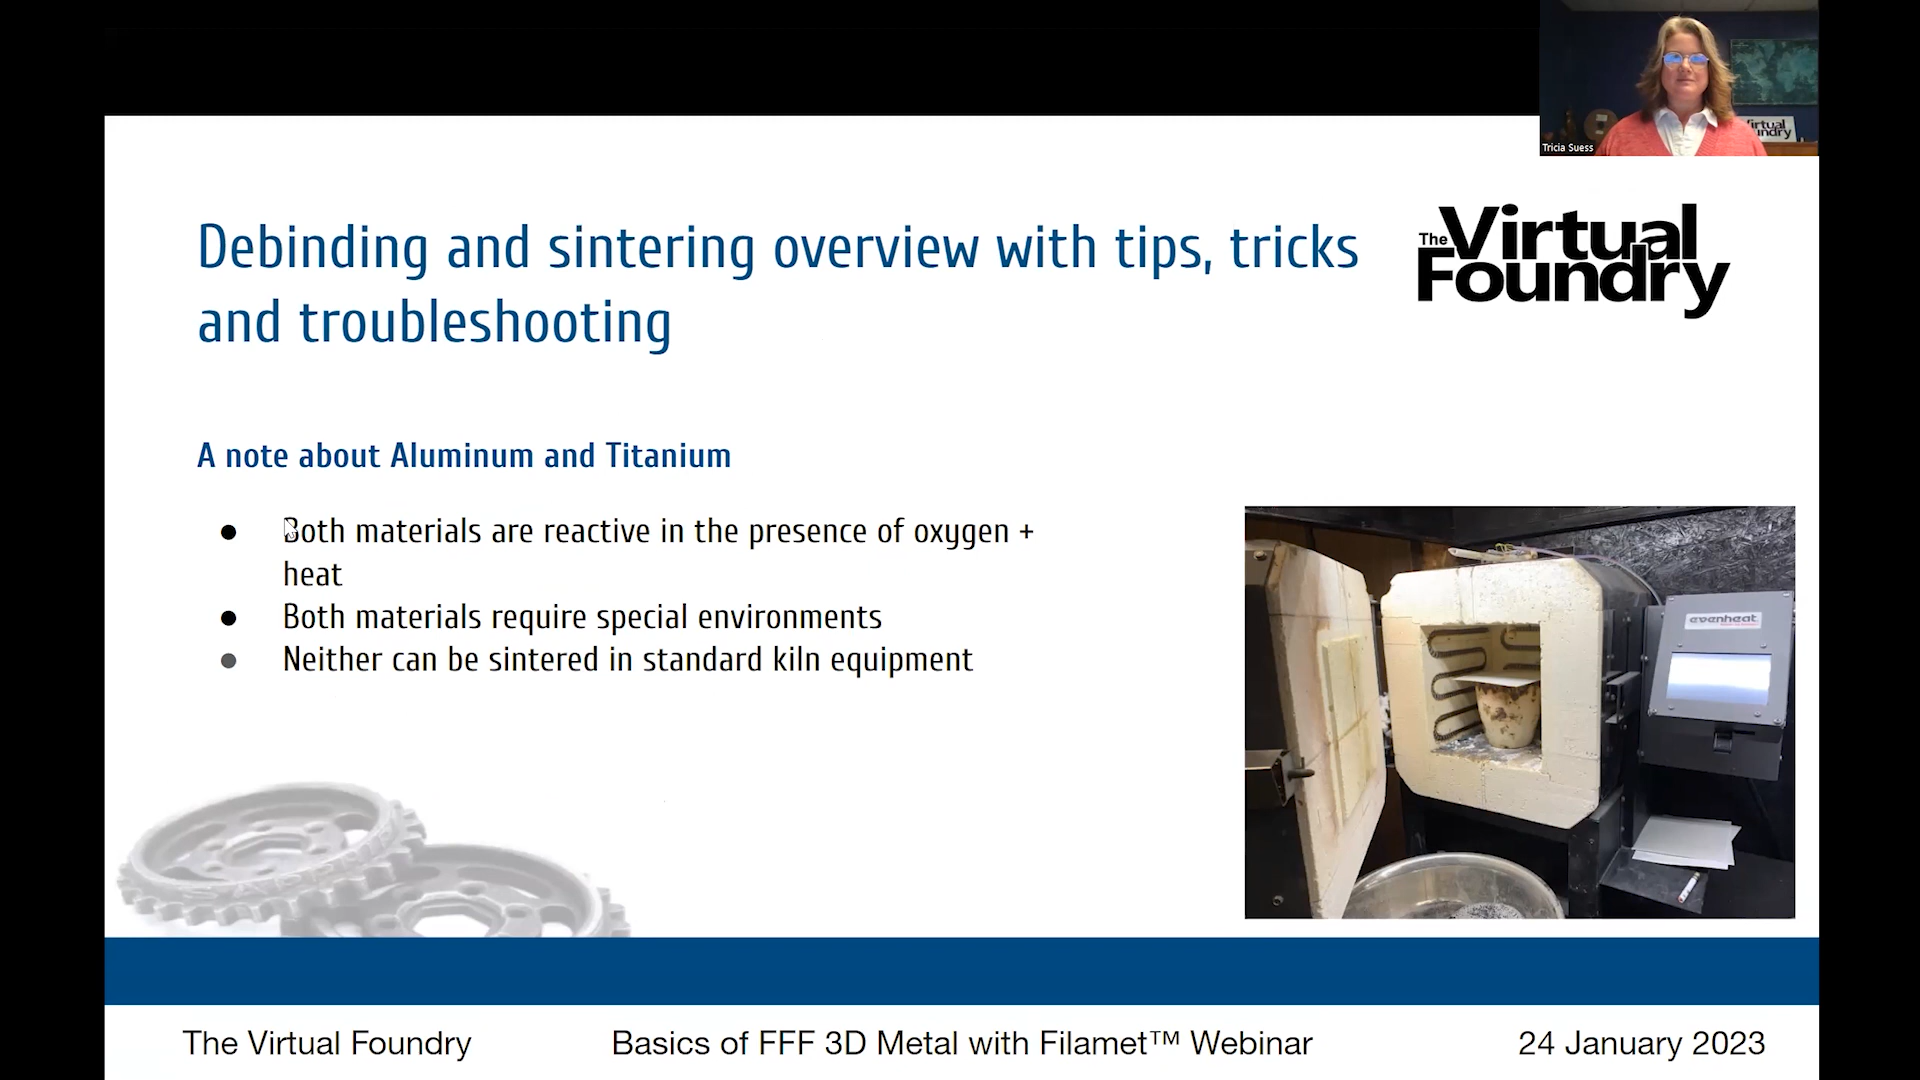 Tricia Suess
Virtual
Foundry
The Virtual
Foundry
Debinding and sintering overview with tips, tricks
and troubleshooting
A note about Aluminum and Titanium
● Both materials are reactive in the presence of oxygen +
heat
● Both materials require special environments
● Neither can be sintered in standard kiln equipment
evenheat
The Virtual Foundry
Basics of FFF 3D Metal with Filamet™ Webinar
24 January 2023